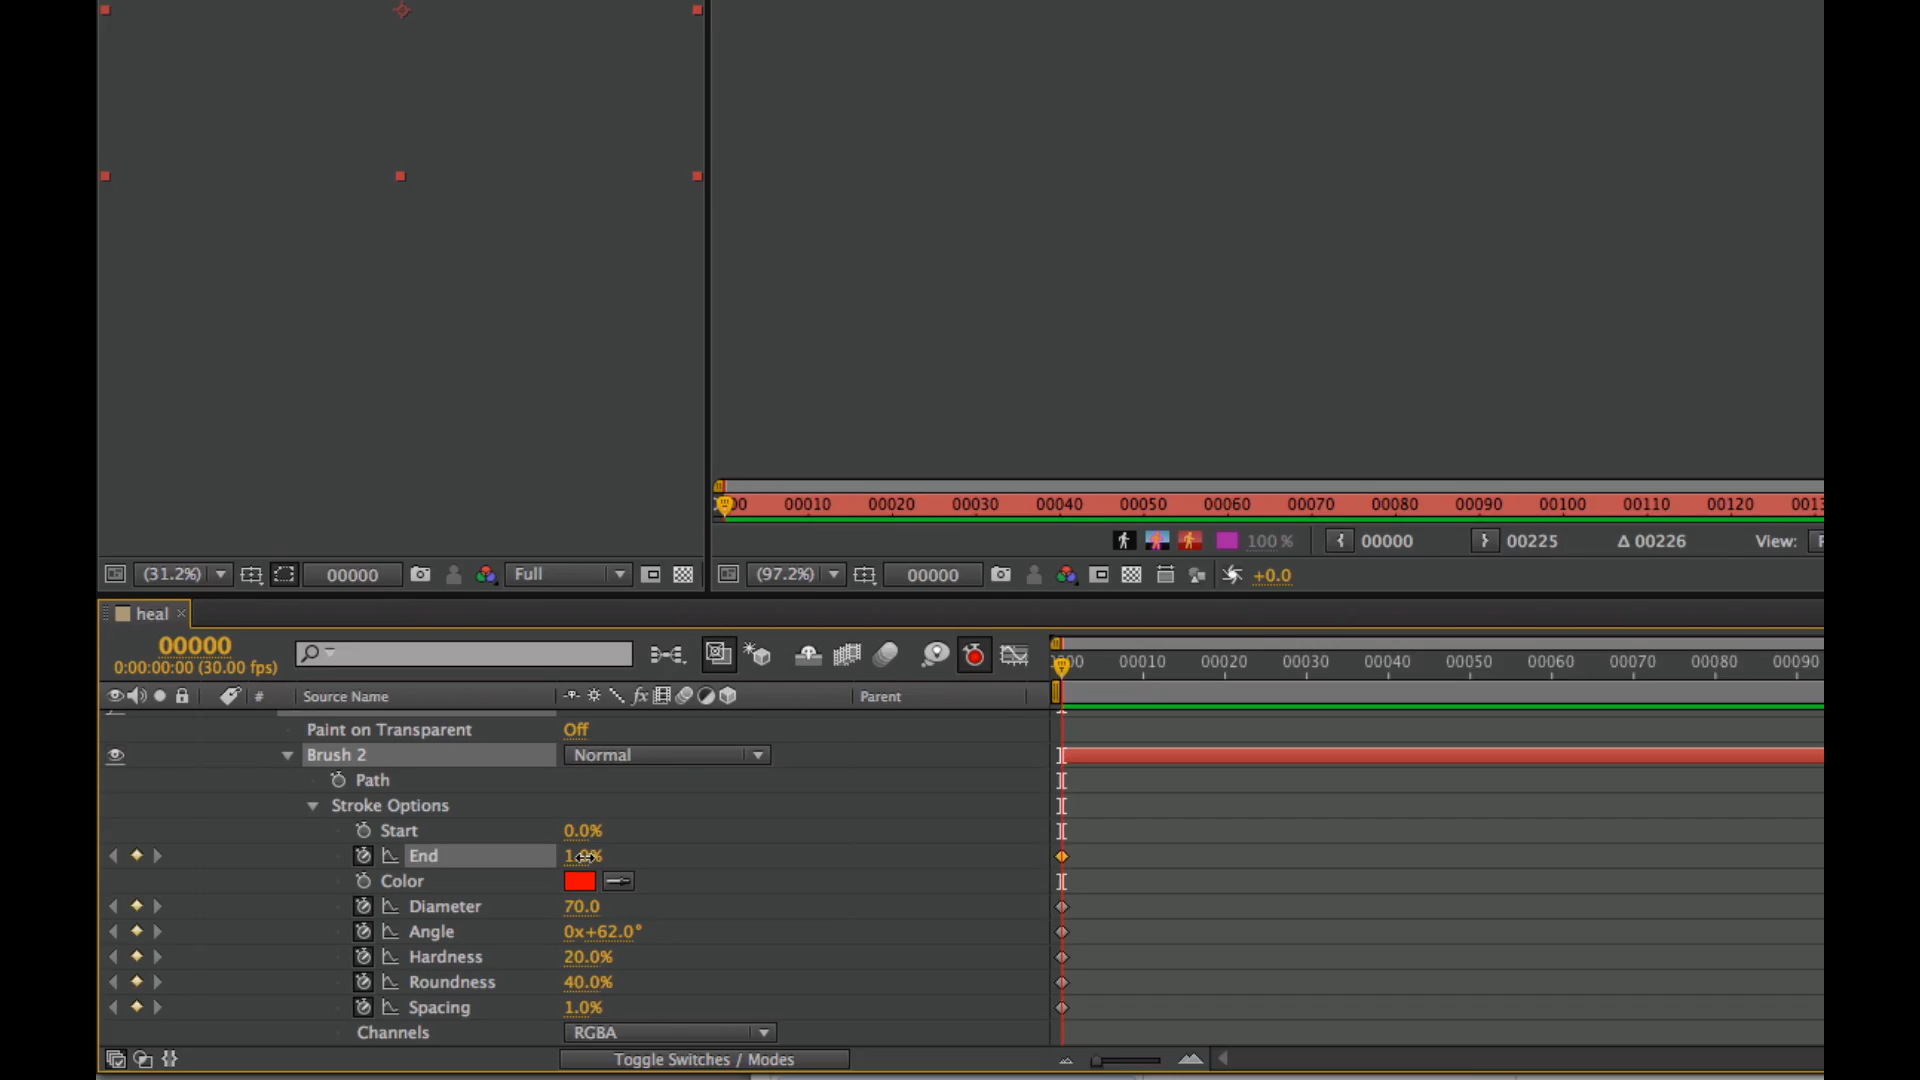 00 00010 00020 00030 00040 00050 00060 00070 00080 00090 00100 00110 00120
100 % 00000 00225 Δ 00226 View:
(31.2%) 00000 Full (97.2%) 00000 +0.0
heal
00000
0:00:00:00 (30.00 fps)
00 00010 00020 00030 00040 00050 00060 00070 00080 00090
# Source Name Parent
Paint on Transparent Off
Brush 2 Normal
Path
Stroke Options
Start 0.0%
End
Color
Diameter 70.0
Angle 0x+62.0°
Hardness 20.0%
Roundness 40.0%
Spacing 1.0%
Channels RGBA
Toggle Switches / Modes